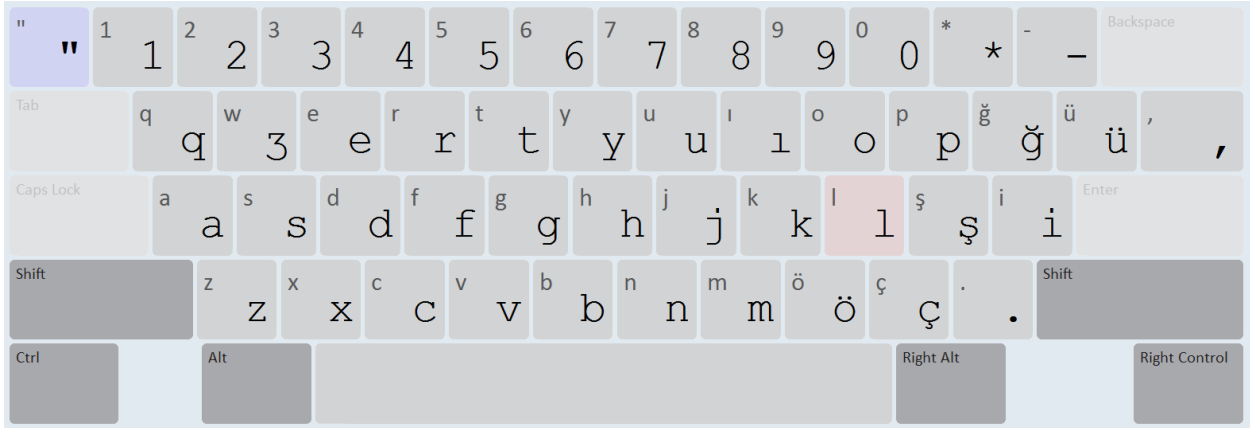 " 1 2 3 4 5 6 7 8 9 0 * - Backspace
" 1 2 3 4 5 6 7 8 9 0 * -
Tab q w e r t y u ı o p ğ ü ,
q ʒ e r t y u ı o p ğ ü ,
Caps Lock a s d f g h j k l ş i Enter
a s d f g h j k l ş i
Shift z x c v b n m ö ç . Shift
z x c v b n m ö ç .
Ctrl Alt Right Alt Right Control